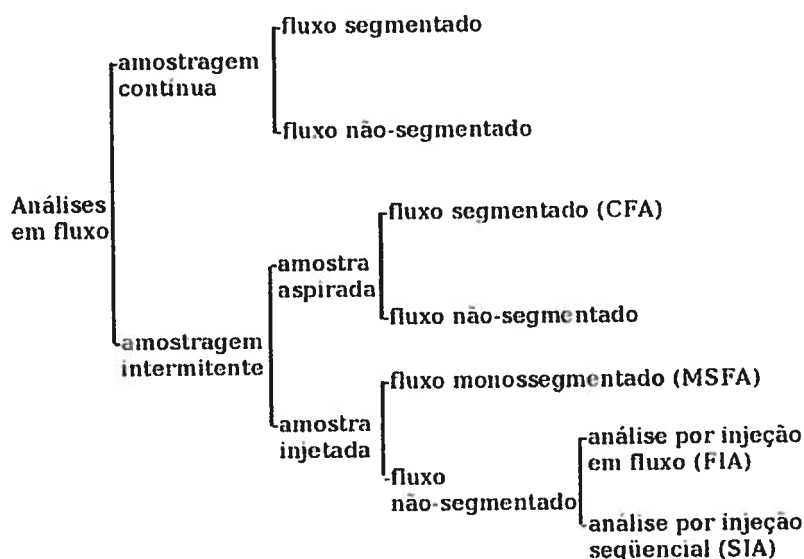 fluxo segmentado
amostragem
contínua
fluxo não-segmentado
Análises
em fluxo
fluxo segmentado (CFA)
amostra
aspirada
fluxo não-segmentado
amostragem
intermitente
fluxo monossegmentado (MSFA)
amostra
injetada
análise por injeção
em fluxo (FIA)
fluxo
não-segmentado
análise por injeção
seqüencial (SIA)